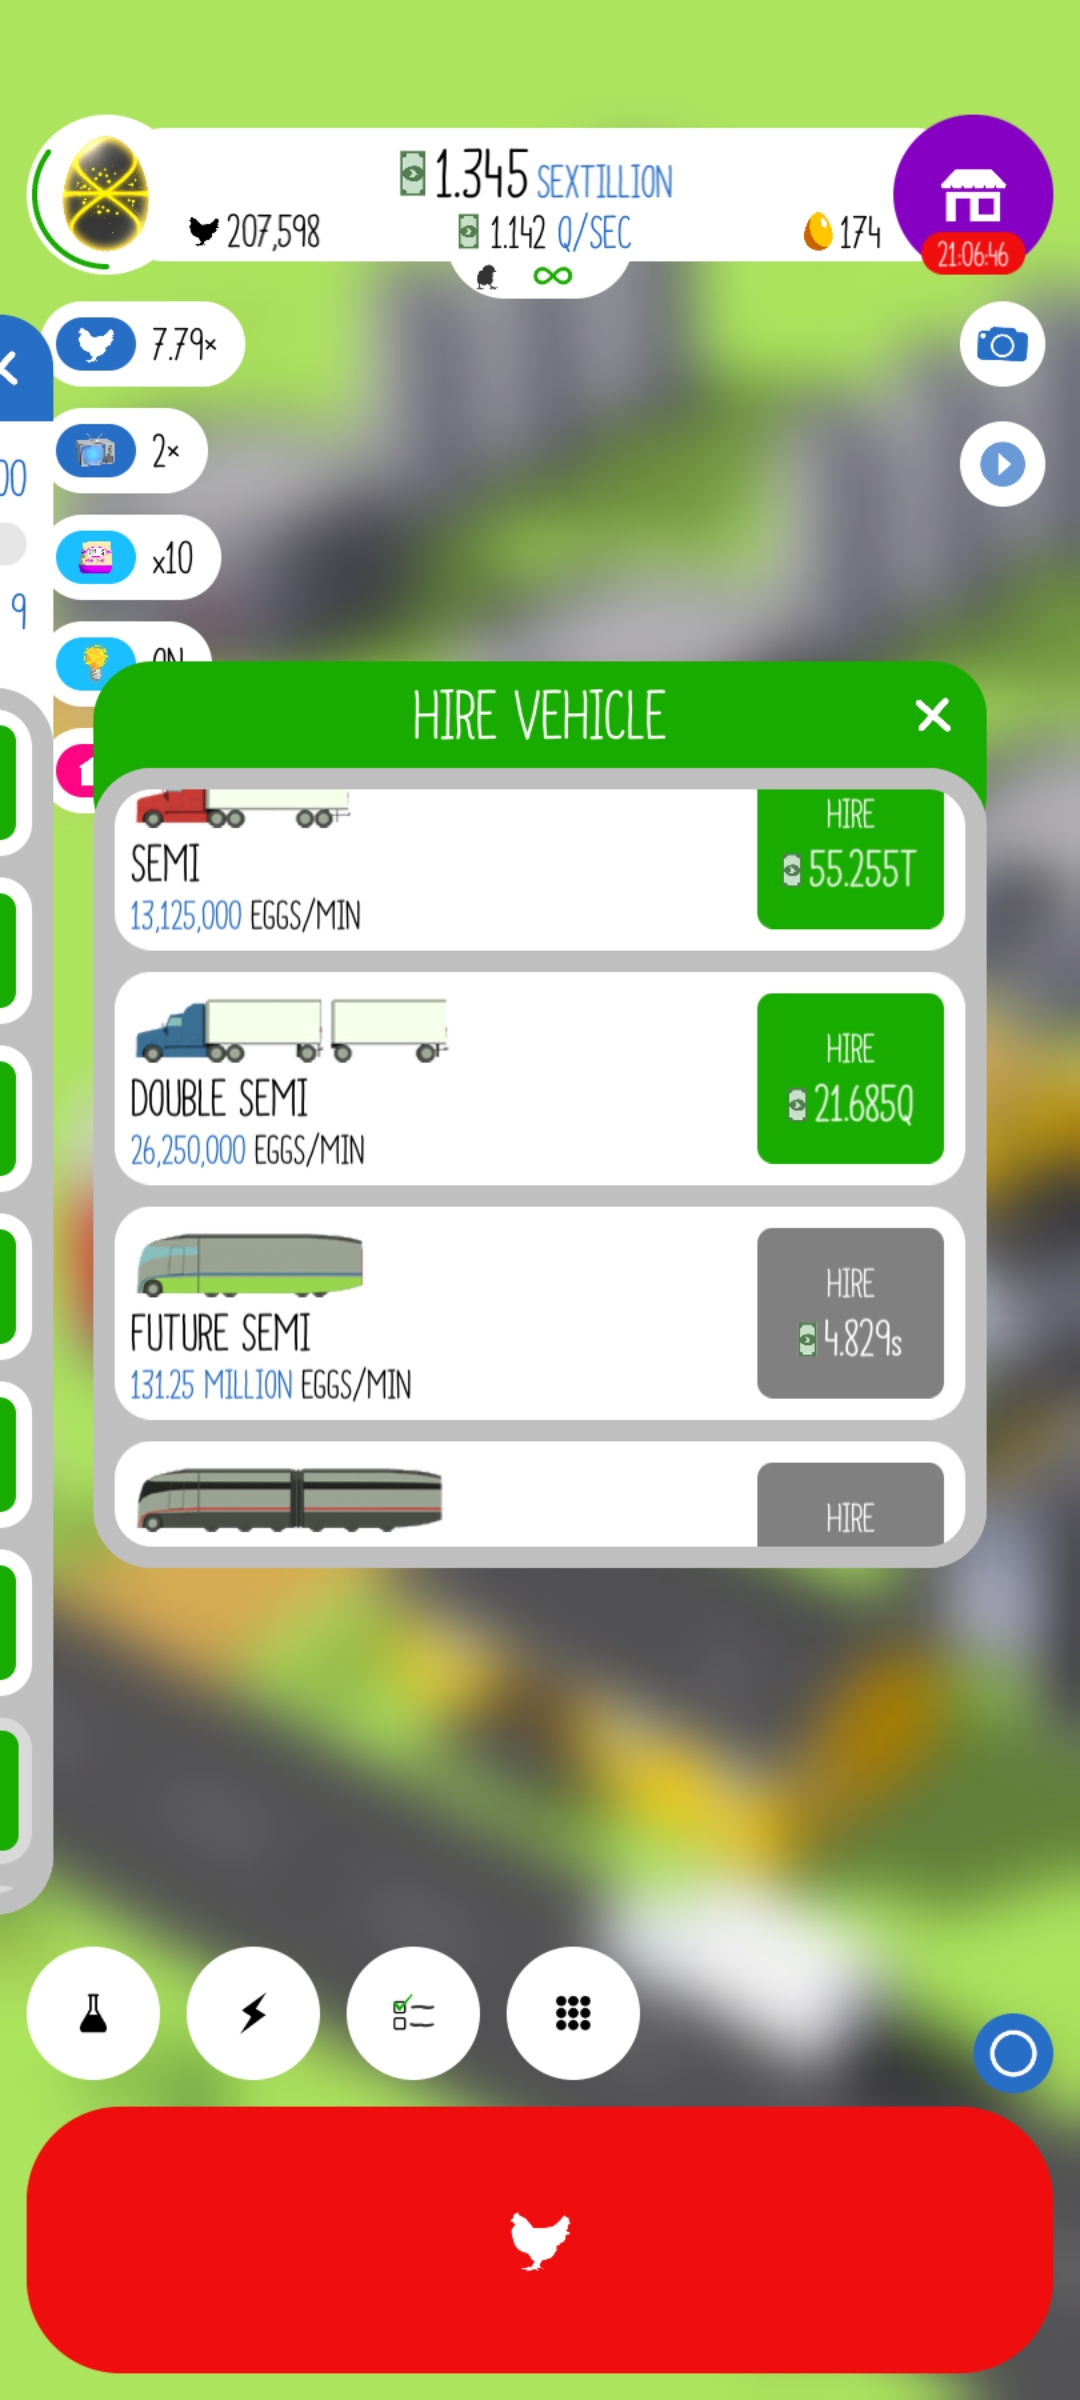 1.345 SEXTILLION
207,598
1.142 Q/SEC
174
21:06:46
7.79×
2×
00
x10
9
ON
HIRE VEHICLE
SEMI
13,125,000 EGGS/MIN
HIRE
55.255T
DOUBLE SEMI
26,250,000 EGGS/MIN
HIRE
21.685Q
FUTURE SEMI
131.25 MILLION EGGS/MIN
HIRE
4.829s
HIRE